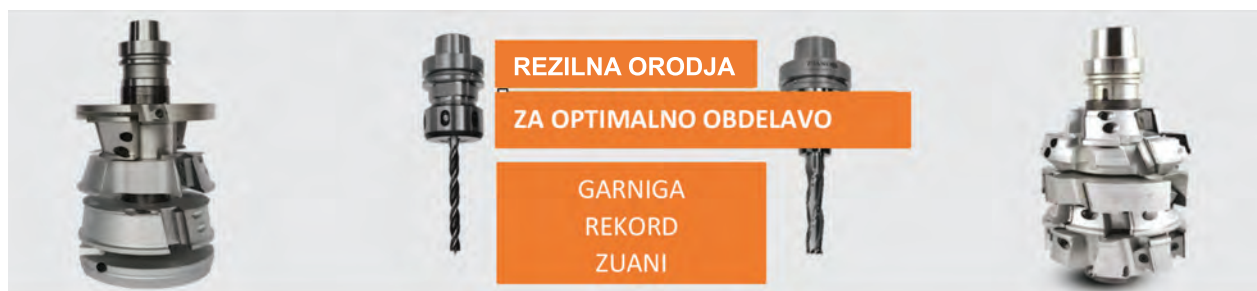 REZILNA ORODJA
ZA OPTIMALNO OBDELAVO
GARNIGA
REKORD
ZUANI